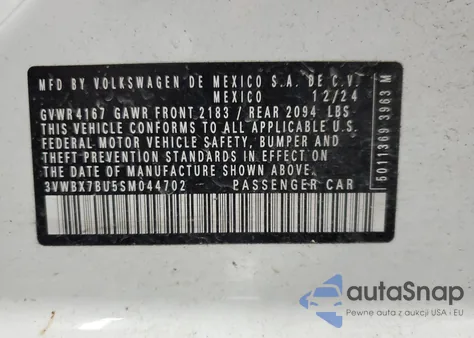 MFD BY VOLKSWAGEN DE MEXICO S.A. DE C.V.
MEXICO 12/24
GVWR 4167 GAWR FRONT 2183 / REAR 2094 LBS
THIS VEHICLE CONFORMS TO ALL APPLICABLE U.S.
FEDERAL MOTOR VEHICLE SAFETY, BUMPER AND
THEFT PREVENTION STANDARDS IN EFFECT ON
THE DATE OF MANUFACTURE SHOWN ABOVE.
3VWBX7BU5SM044702 PASSENGER CAR
5011369 3963 M
autoSnap
Pewne auta z aukcji USA i EU